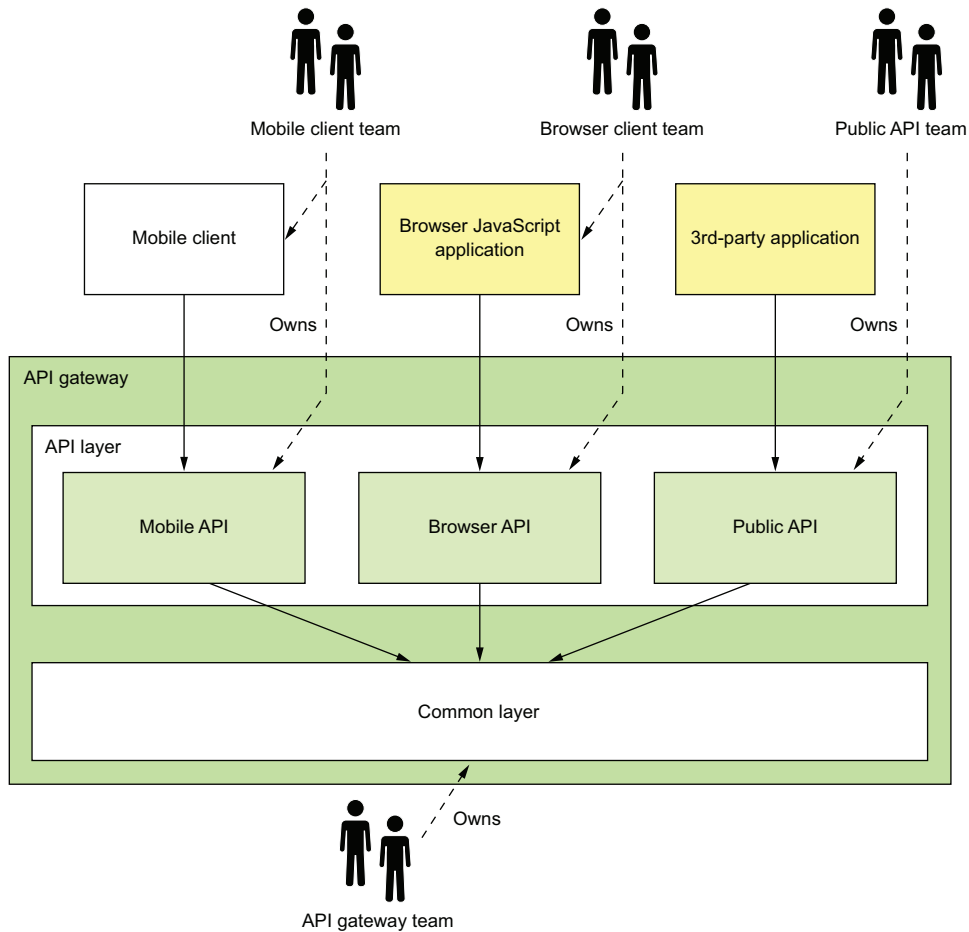 Mobile client team
Browser client team
Public API team
Mobile client
Browser JavaScript
application
3rd-party application
Owns
Owns
Owns
API gateway
API layer
Mobile API
Browser API
Public API
Common layer
Owns
API gateway team